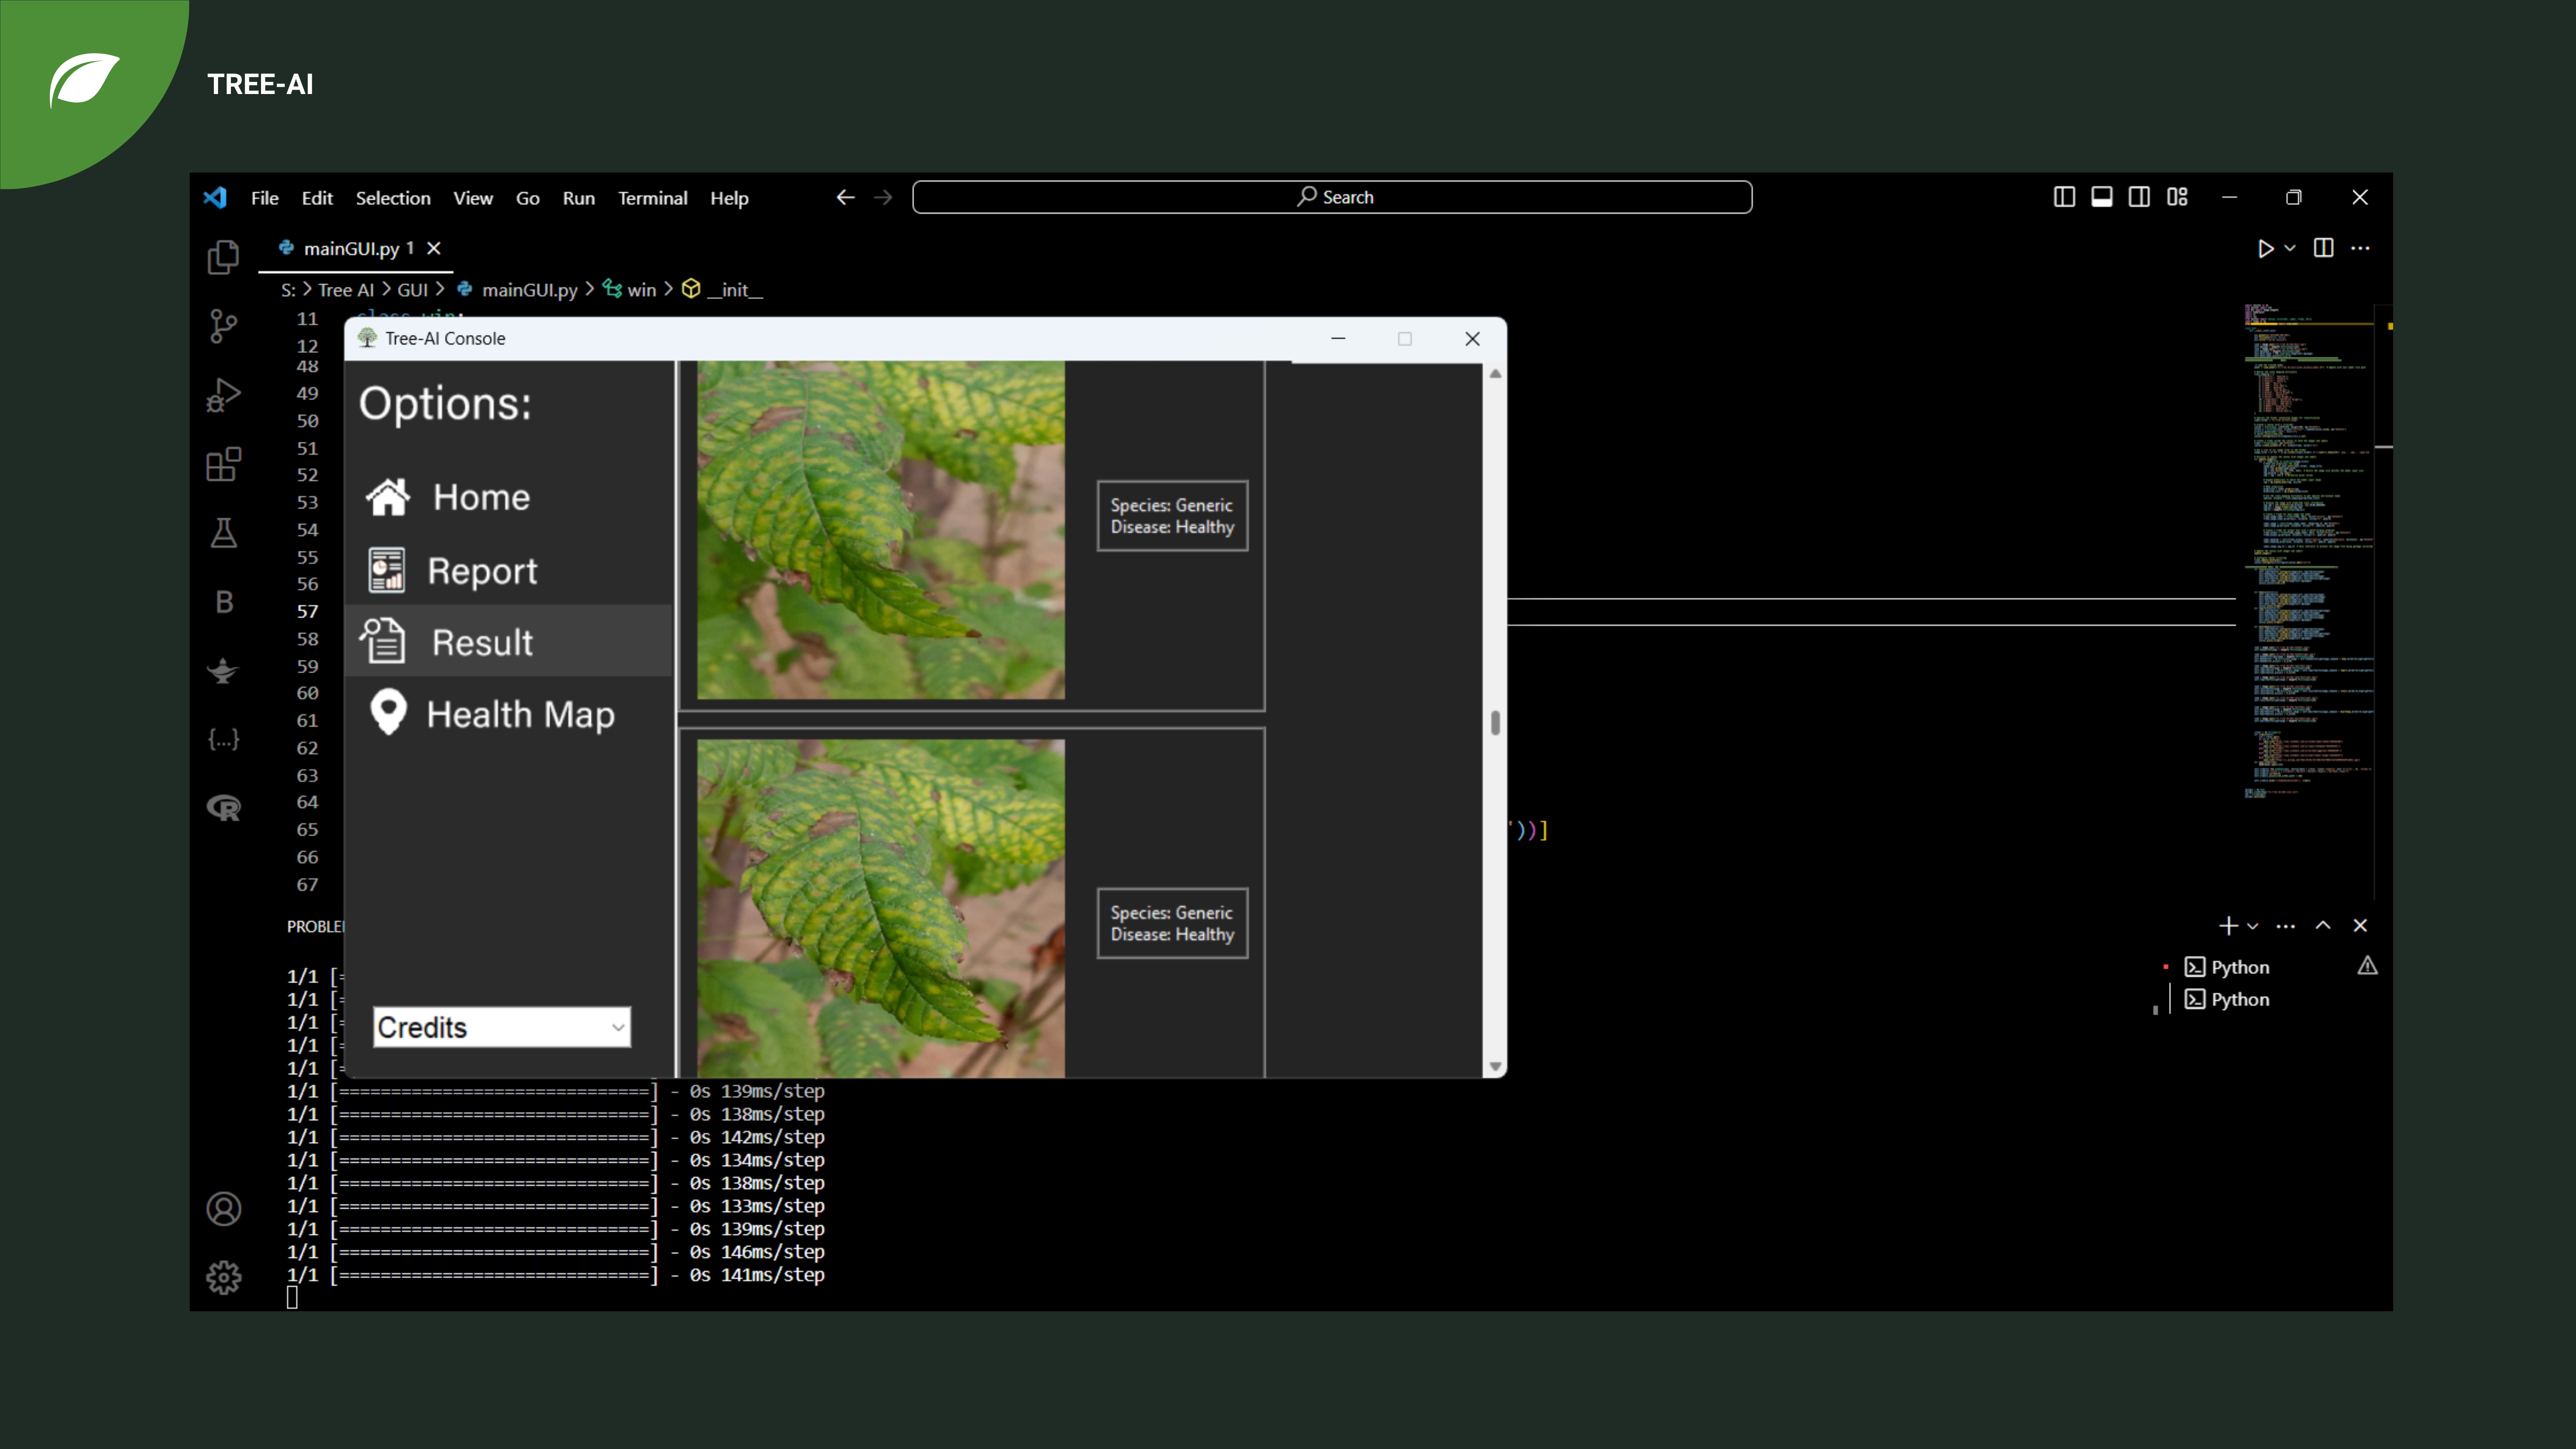 TREE-AI
File Edit Selection View Go Run Terminal Help
Search
mainGUI.py 1
S: > Tree AI > GUI > mainGUI.py > win > __init__
11
Tree-AI Console
12
48
49
50
51
52
53
54
55
56
57
58
59
60
61
62
63
64
65
66
67
Options:
Home
Report
Result
Health Map
Credits
Species: Generic
Disease: Healthy
Species: Generic
Disease: Healthy
'))]
B
{...}
R
PROBLE
Python
Python
1/1 [=
1/1 [=
1/1 [=
1/1 [=
1/1 [=
1/1 [==============================] - 0s 139ms/step
1/1 [==============================] - 0s 138ms/step
1/1 [==============================] - 0s 142ms/step
1/1 [==============================] - 0s 134ms/step
1/1 [==============================] - 0s 138ms/step
1/1 [==============================] - 0s 133ms/step
1/1 [==============================] - 0s 139ms/step
1/1 [==============================] - 0s 146ms/step
1/1 [==============================] - 0s 141ms/step